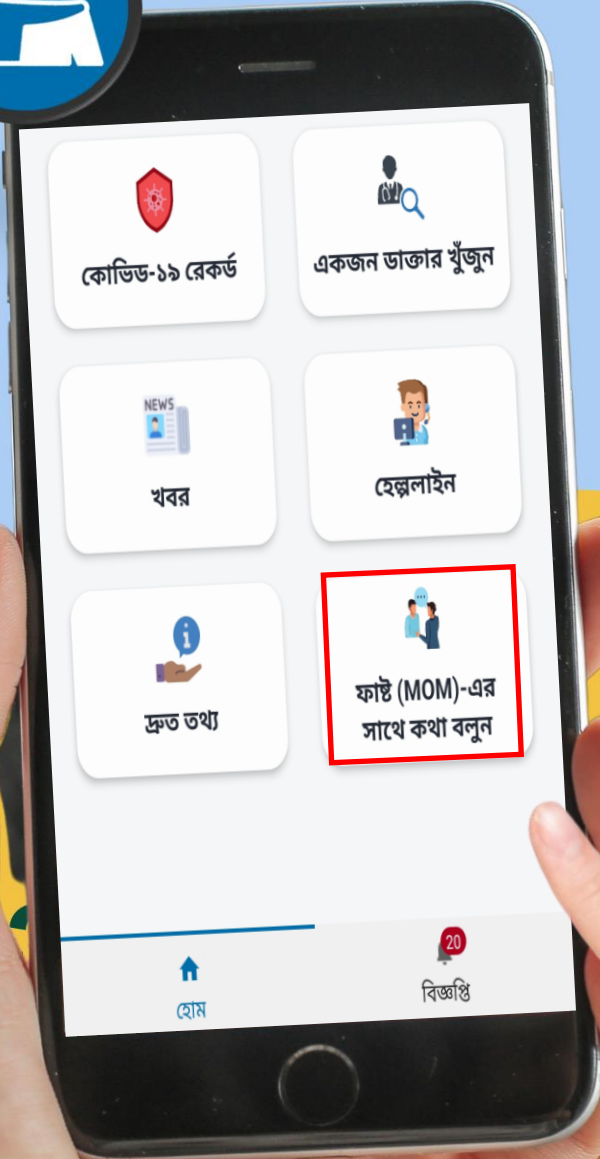 কোভিড-১৯ রেকর্ড
একজন ডাক্তার খুঁজুন
NEWS
খবর
হেল্পলাইন
দ্রুত তথ্য
ফাষ্ট (MOM)-এর
সাথে কথা বলুন
20
হোম
বিজ্ঞপ্তি